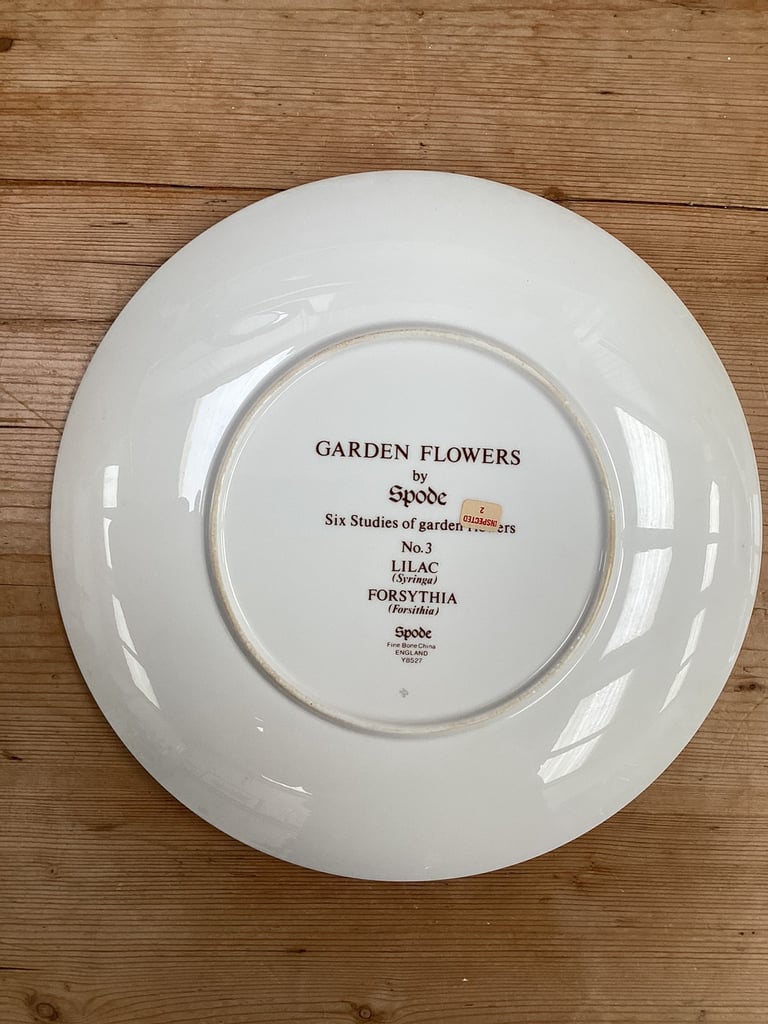 GARDEN FLOWERS
by
Spode
Six Studies of garden
No. 3
LILAC
(Syringa)
FORSYTHIA
(Forsithia)
Spode
Fine Bone China
ENGLAND
Y8527
INSPECTED
2